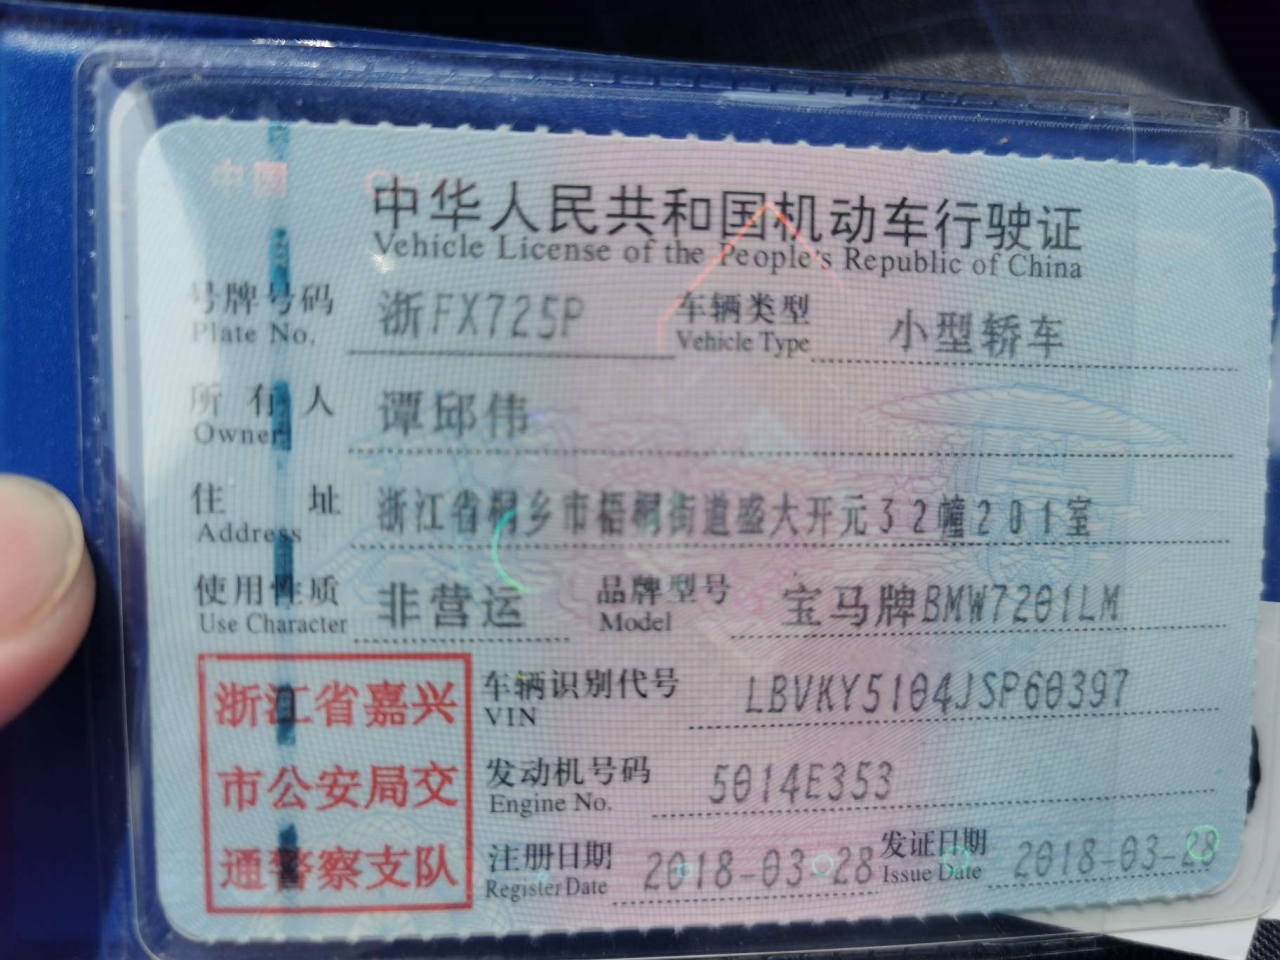 中国
中华人民共和国机动车行驶证
Vehicle License of the People's Republic of China
号牌号码 浙FX725P 车辆类型 小型轿车
Plate No. Vehicle Type
所有人 谭邱伟
Owner
住址 浙江省桐乡市梧桐街道盛大开元32幢201室
Address
使用性质 非营运 品牌型号 宝马牌BMW7201LM
Use Character Model
浙江省嘉兴
市公安局交
通警察支队
车辆识别代号 LBVKY5104JSP60397
VIN
发动机号码 5014E353
Engine No.
注册日期 2018-03-28 发证日期 2018-03-28
Register Date Issue Date